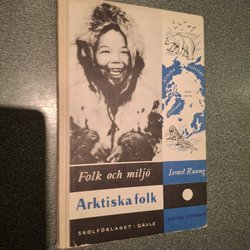 Folk och miljö
Israel Ruong
Arktiska folk
SKOLFÖRLAGET - GÄVLE